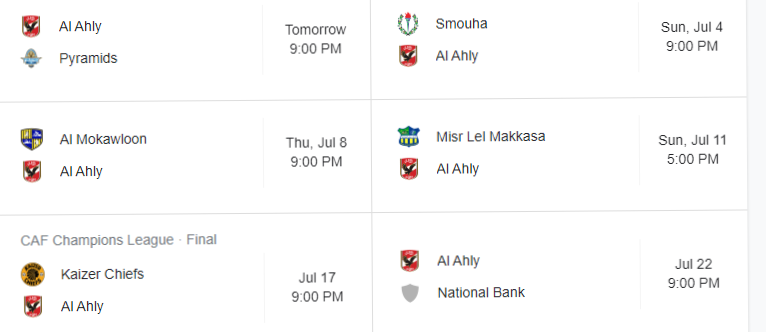 Al Ahly
Pyramids
Tomorrow
9:00 PM
Smouha
Al Ahly
Sun, Jul 4
9:00 PM
Al Mokawloon
Al Ahly
Thu, Jul 8
9:00 PM
Misr Lel Makkasa
Al Ahly
Sun, Jul 11
5:00 PM
CAF Champions League · Final
Kaizer Chiefs
Al Ahly
Jul 17
9:00 PM
Al Ahly
National Bank
Jul 22
9:00 PM